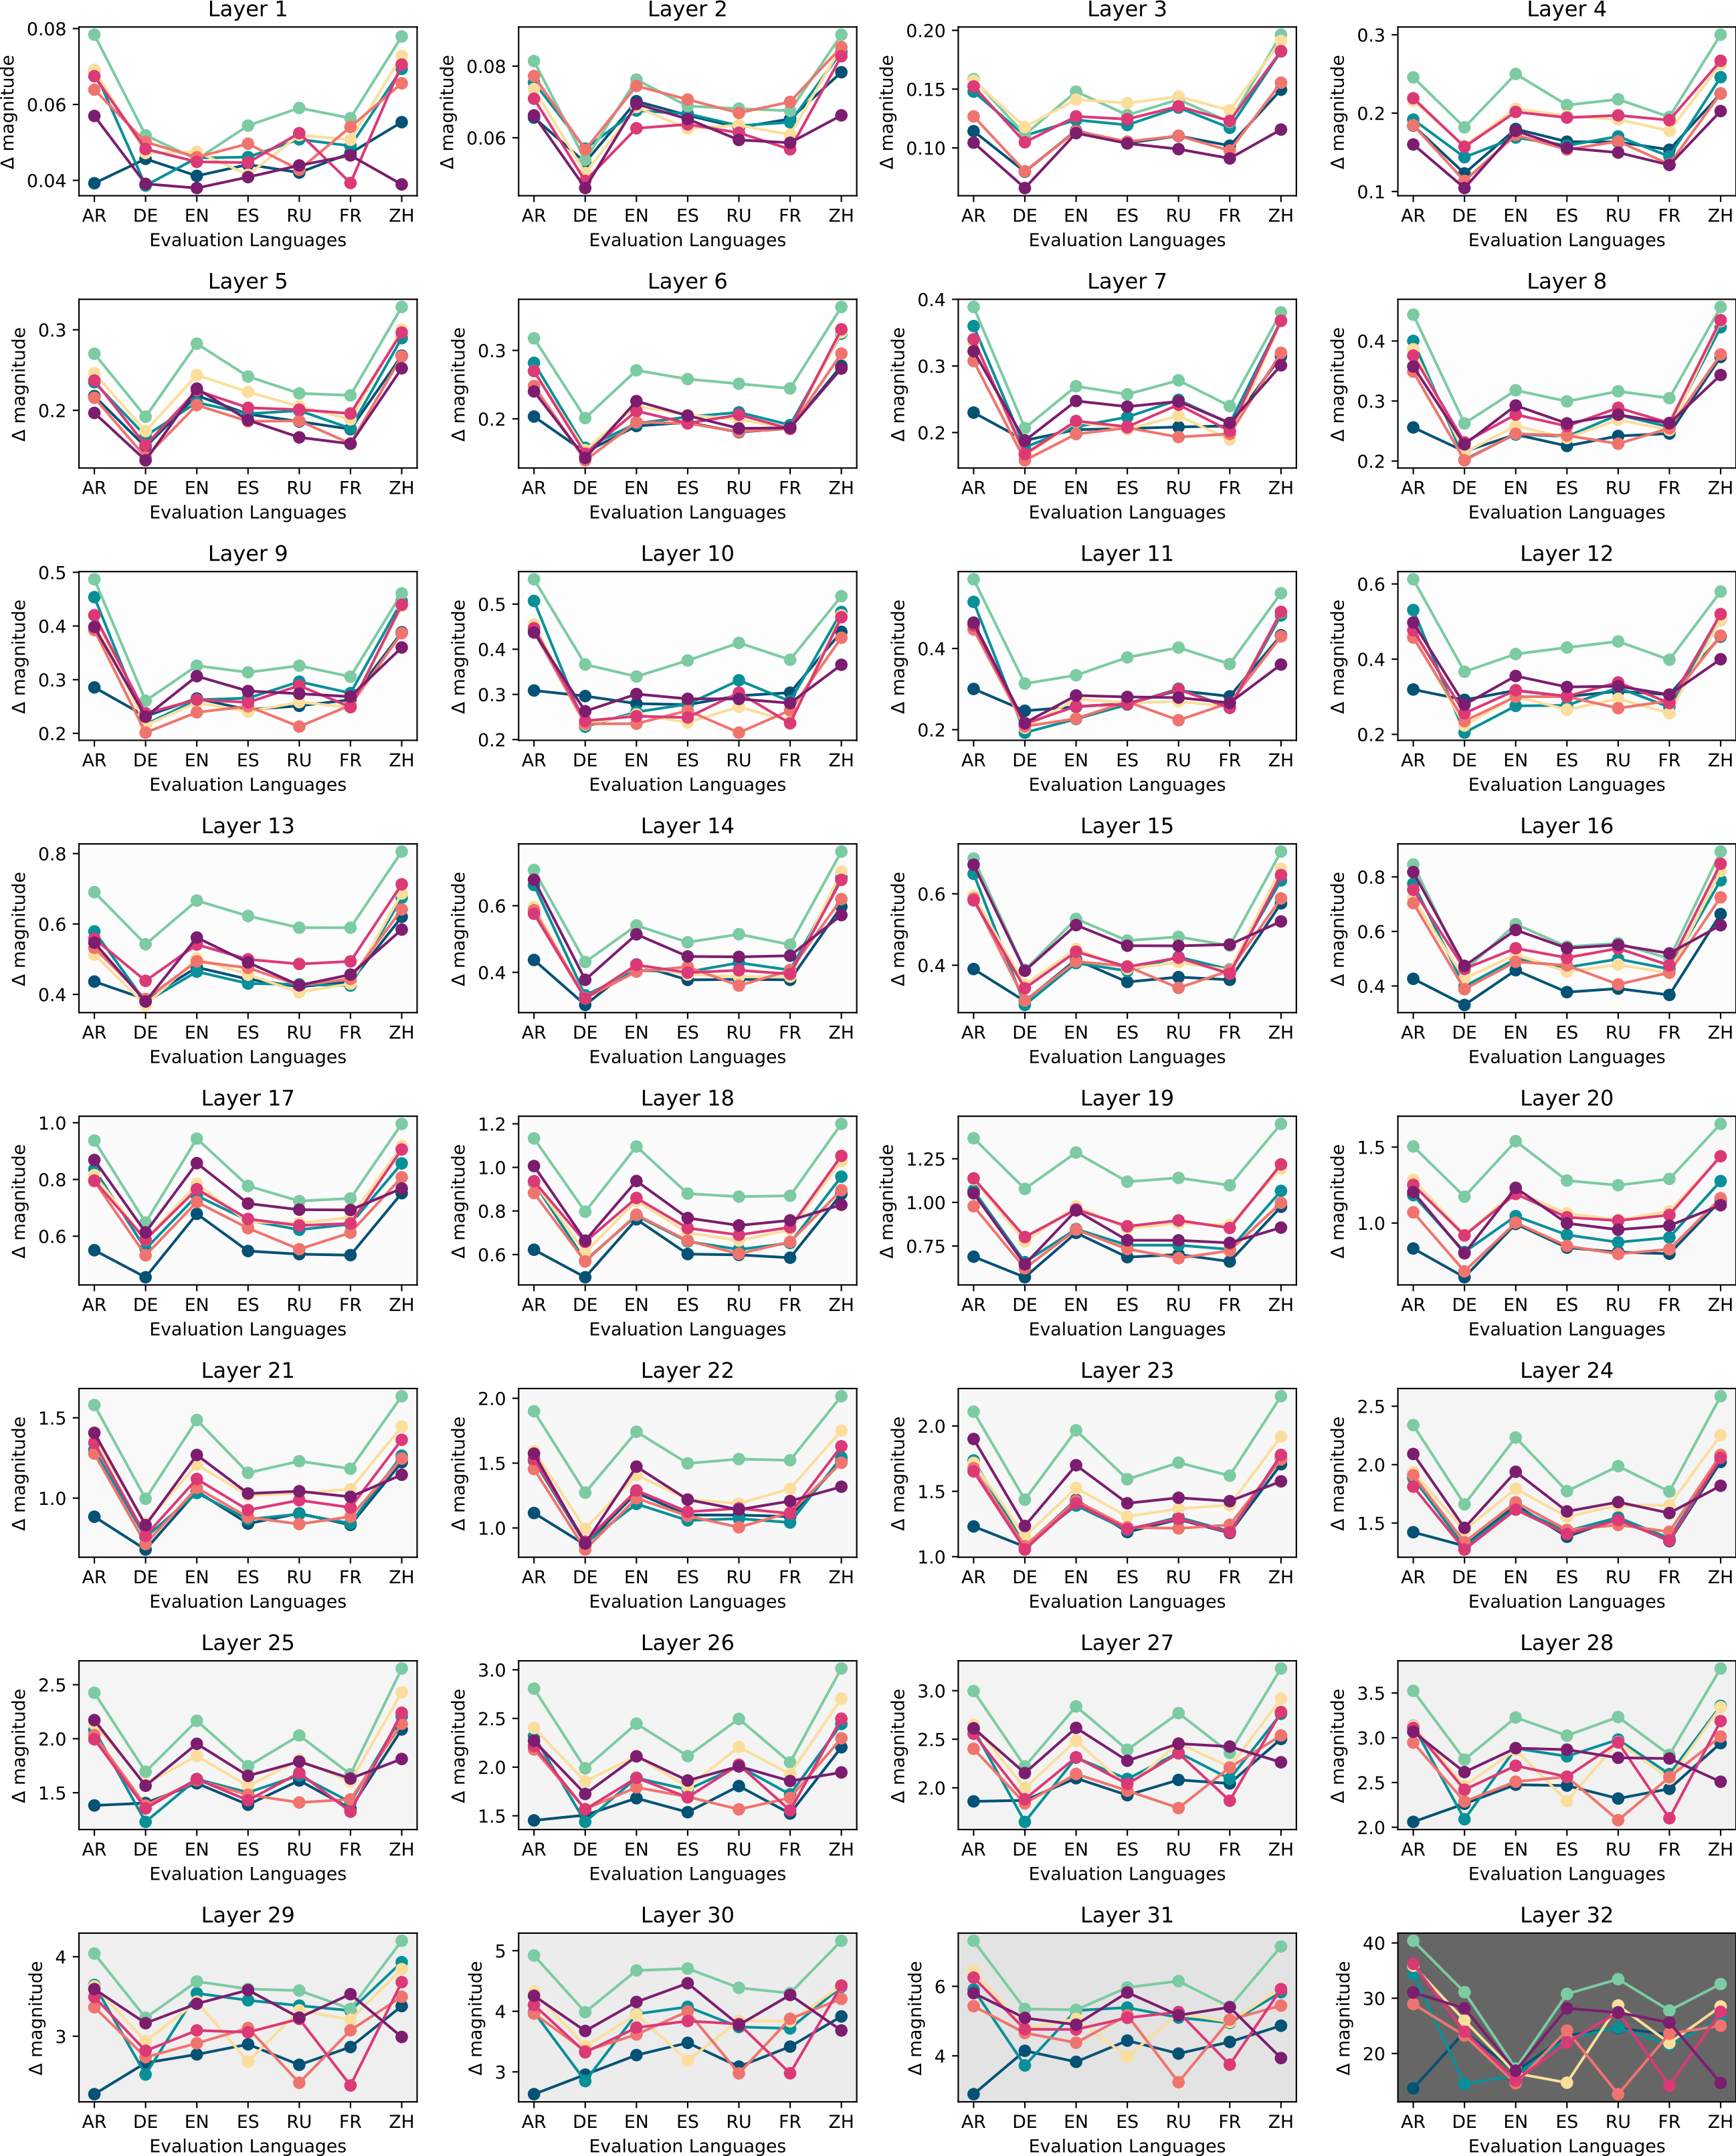 Layer 1 Layer 2 Layer 3 Layer 4
Δ magnitude Δ magnitude Δ magnitude Δ magnitude
0.08 0.08 0.20 0.3
0.06 0.06 0.15 0.2
0.04 0.10 0.1
AR DE EN ES RU FR ZH AR DE EN ES RU FR ZH AR DE EN ES RU FR ZH AR DE EN ES RU FR ZH
Evaluation Languages Evaluation Languages Evaluation Languages Evaluation Languages
Layer 5 Layer 6 Layer 7 Layer 8
Δ magnitude Δ magnitude Δ magnitude Δ magnitude
0.3 0.3 0.4 0.4
0.2 0.2 0.3 0.3
0.2 0.2
AR DE EN ES RU FR ZH AR DE EN ES RU FR ZH AR DE EN ES RU FR ZH AR DE EN ES RU FR ZH
Evaluation Languages Evaluation Languages Evaluation Languages Evaluation Languages
Layer 9 Layer 10 Layer 11 Layer 12
Δ magnitude Δ magnitude Δ magnitude Δ magnitude
0.5 0.5 0.4 0.6
0.4 0.4 0.2 0.4
0.3 0.3 0.2
0.2 0.2
AR DE EN ES RU FR ZH AR DE EN ES RU FR ZH AR DE EN ES RU FR ZH AR DE EN ES RU FR ZH
Evaluation Languages Evaluation Languages Evaluation Languages Evaluation Languages
Layer 13 Layer 14 Layer 15 Layer 16
Δ magnitude Δ magnitude Δ magnitude Δ magnitude
0.8 0.6 0.6 0.8
0.6 0.4 0.4 0.6
0.4 0.4
AR DE EN ES RU FR ZH AR DE EN ES RU FR ZH AR DE EN ES RU FR ZH AR DE EN ES RU FR ZH
Evaluation Languages Evaluation Languages Evaluation Languages Evaluation Languages
Layer 17 Layer 18 Layer 19 Layer 20
Δ magnitude Δ magnitude Δ magnitude Δ magnitude
1.0 1.2 1.25 1.5
0.8 1.0 1.00 1.0
0.6 0.8 0.75
0.6
AR DE EN ES RU FR ZH AR DE EN ES RU FR ZH AR DE EN ES RU FR ZH AR DE EN ES RU FR ZH
Evaluation Languages Evaluation Languages Evaluation Languages Evaluation Languages
Layer 21 Layer 22 Layer 23 Layer 24
Δ magnitude Δ magnitude Δ magnitude Δ magnitude
1.5 2.0 2.0 2.5
1.0 1.5 1.5 2.0
1.0 1.0 1.5
AR DE EN ES RU FR ZH AR DE EN ES RU FR ZH AR DE EN ES RU FR ZH AR DE EN ES RU FR ZH
Evaluation Languages Evaluation Languages Evaluation Languages Evaluation Languages
Layer 25 Layer 26 Layer 27 Layer 28
Δ magnitude Δ magnitude Δ magnitude Δ magnitude
2.5 3.0 3.0 3.5
2.0 2.5 2.5 3.0
1.5 2.0 2.0 2.5
1.5 2.0
AR DE EN ES RU FR ZH AR DE EN ES RU FR ZH AR DE EN ES RU FR ZH AR DE EN ES RU FR ZH
Evaluation Languages Evaluation Languages Evaluation Languages Evaluation Languages
Layer 29 Layer 30 Layer 31 Layer 32
Δ magnitude Δ magnitude Δ magnitude Δ magnitude
4 5 6 40
3 4 4 30
3 20
AR DE EN ES RU FR ZH AR DE EN ES RU FR ZH AR DE EN ES RU FR ZH AR DE EN ES RU FR ZH
Evaluation Languages Evaluation Languages Evaluation Languages Evaluation Languages